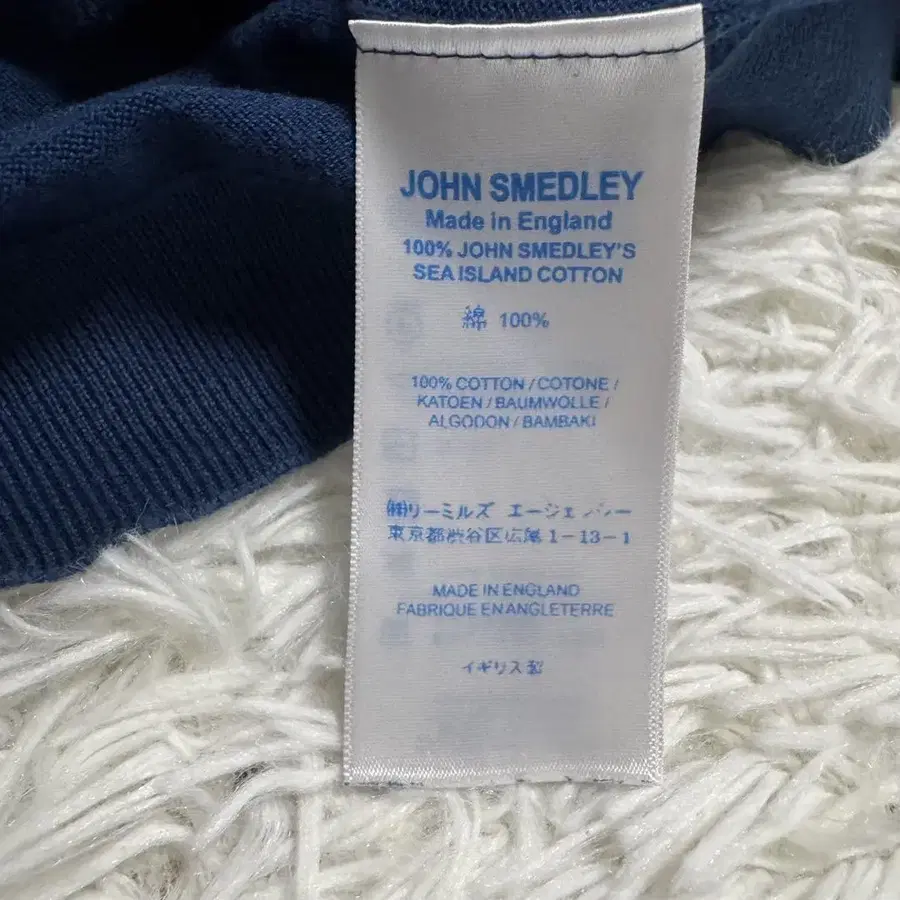 JOHN SMEDLEY
Made in England
100% JOHN SMEDLEY'S
SEA ISLAND COTTON
綿 100%
100% COTTON / COTONE /
KATOEN / BAUMWOLLE /
ALGODON / BAMBAKI
㈱リーミルズ エージェンシー
東京都渋谷区広尾1-13-1
MADE IN ENGLAND
FABRIQUE EN ANGLETERRE
イギリス製